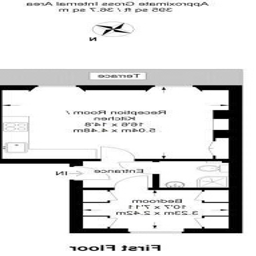 Approximate Gross Internal Area
395 sq ft / 36.7 sq m
N
Terrace
Reception Room /
Kitchen
16'6 x 14'8
5.04m x 4.48m
Entrance
IN
Bedroom
10'7 x 7'11
3.23m x 2.42m
First Floor